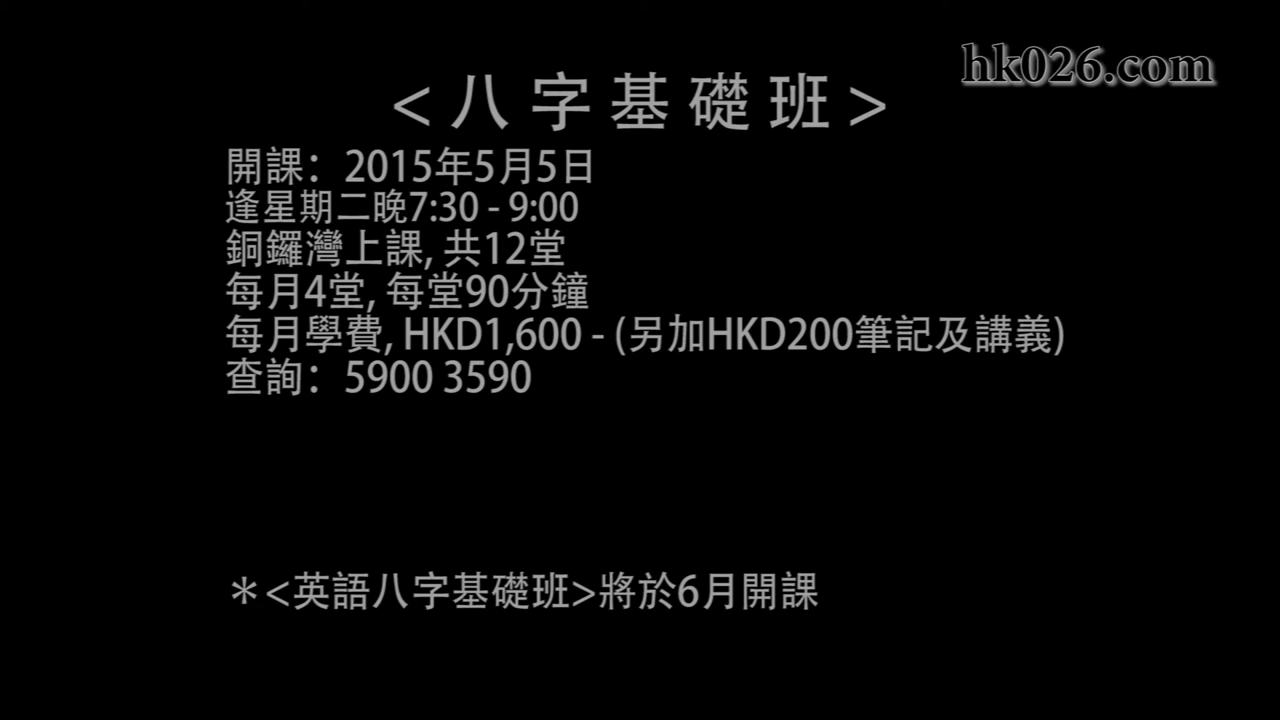 hk026.com
<八字基礎班>
開課：2015年5月5日
逢星期二晚7:30 - 9:00
銅鑼灣上課, 共12堂
每月4堂, 每堂90分鐘
每月學費, HKD1,600 - (另加HKD200筆記及講義)
查詢：5900 3590
＊<英語八字基礎班>將於6月開課